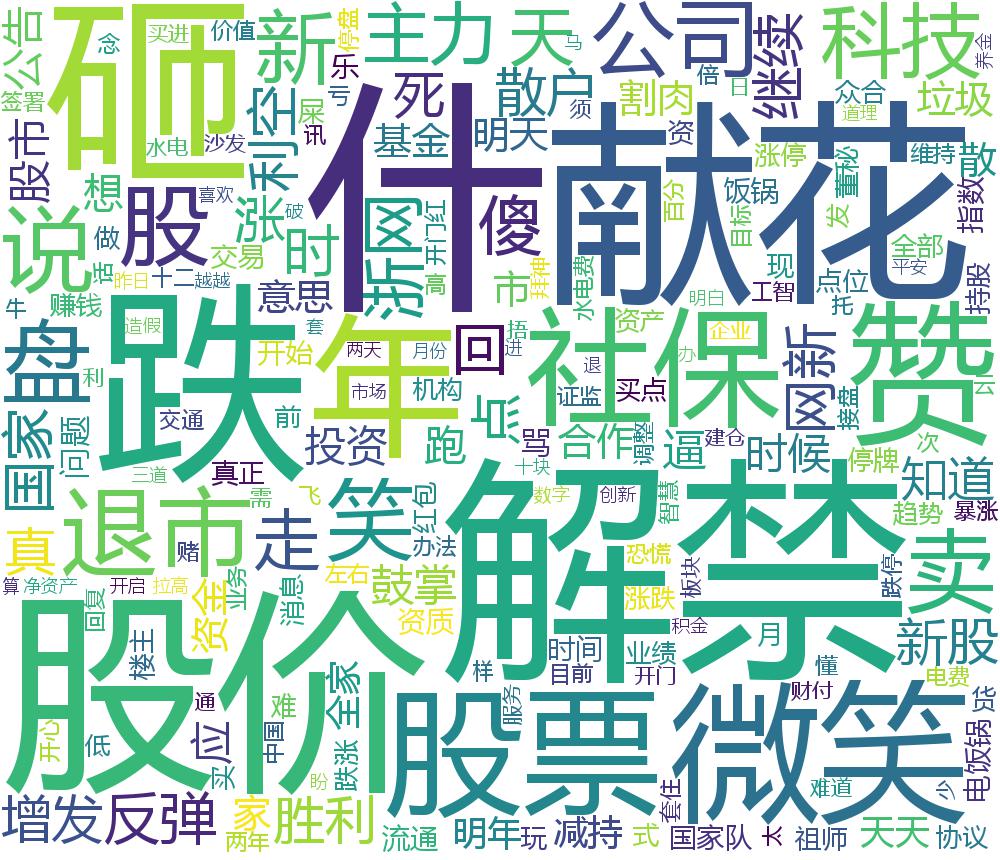 公告
念
买进
价值
新
停盘
主力
天
公司
继续
科技
马
养金
砸
签署
乐
死
散户
倍
日
割肉
众合
垃圾
股市
水电
沙发
屎
亏
讯
基金
明天
须
资
道理
利空
涨停
董秘
维持
散
想
股
喜欢
涨
破
什
折网
开门红
傻
献花
饭锅
百分
目标
发
指数
说
做
活
交易
时
高
市
拜神
水电费
现
点位
全部
平安
持股
牛
赚钱
昨日
十二
越越
意思
明白
工智
托
国家
盘
利
造假
跌
套
年
两天
月份
回
进
捂
社保
资产
企业
办
网新
赞
云
开始
市场
机构
点
退
证监
买点
接盘
问题
交通
前
投资
跑
骂
合作
调整
逼
建仓
时候
停牌
次
知道
三道
真正
十块
数字
创新
智慧
趋势
暴涨
真
退市
需
飞
走
笑
红包
办法
解禁
恐慌
板块
跌停
卖
赌
算
净资产
开启
拉高
左右
鼓掌
涨跌
回复
资金
业务
消息
资质
积金
新股
楼主
时间
业绩
月
懂
样
目前
开门
电费
股价
通
应
难
全家
股票
服务
微笑
财付
货
开心
低
中国
买
跌涨
盼
套住
难道
少
电饭锅
增发
反弹
家
两年
胜利
流通
明年
玩
减持
式
国家队
太
祖师
天天
协议